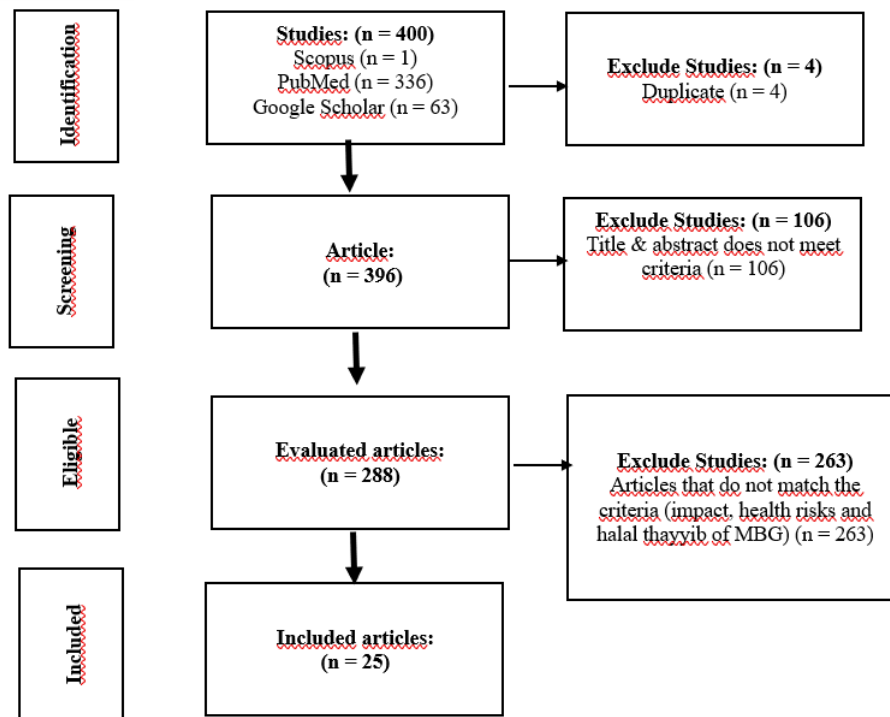 Identification
Studies: (n = 400)
Scopus (n = 1)
PubMed (n = 336)
Google Scholar (n = 63)
Exclude Studies: (n = 4)
Duplicate (n = 4)
Screening
Article:
(n = 396)
Exclude Studies: (n = 106)
Title & abstract does not meet
criteria (n = 106)
Eligible
Evaluated articles:
(n = 288)
Exclude Studies: (n = 263)
Articles that do not match the
criteria (impact, health risks and
halal thayyib of MBG) (n = 263)
Included
Included articles:
(n = 25)